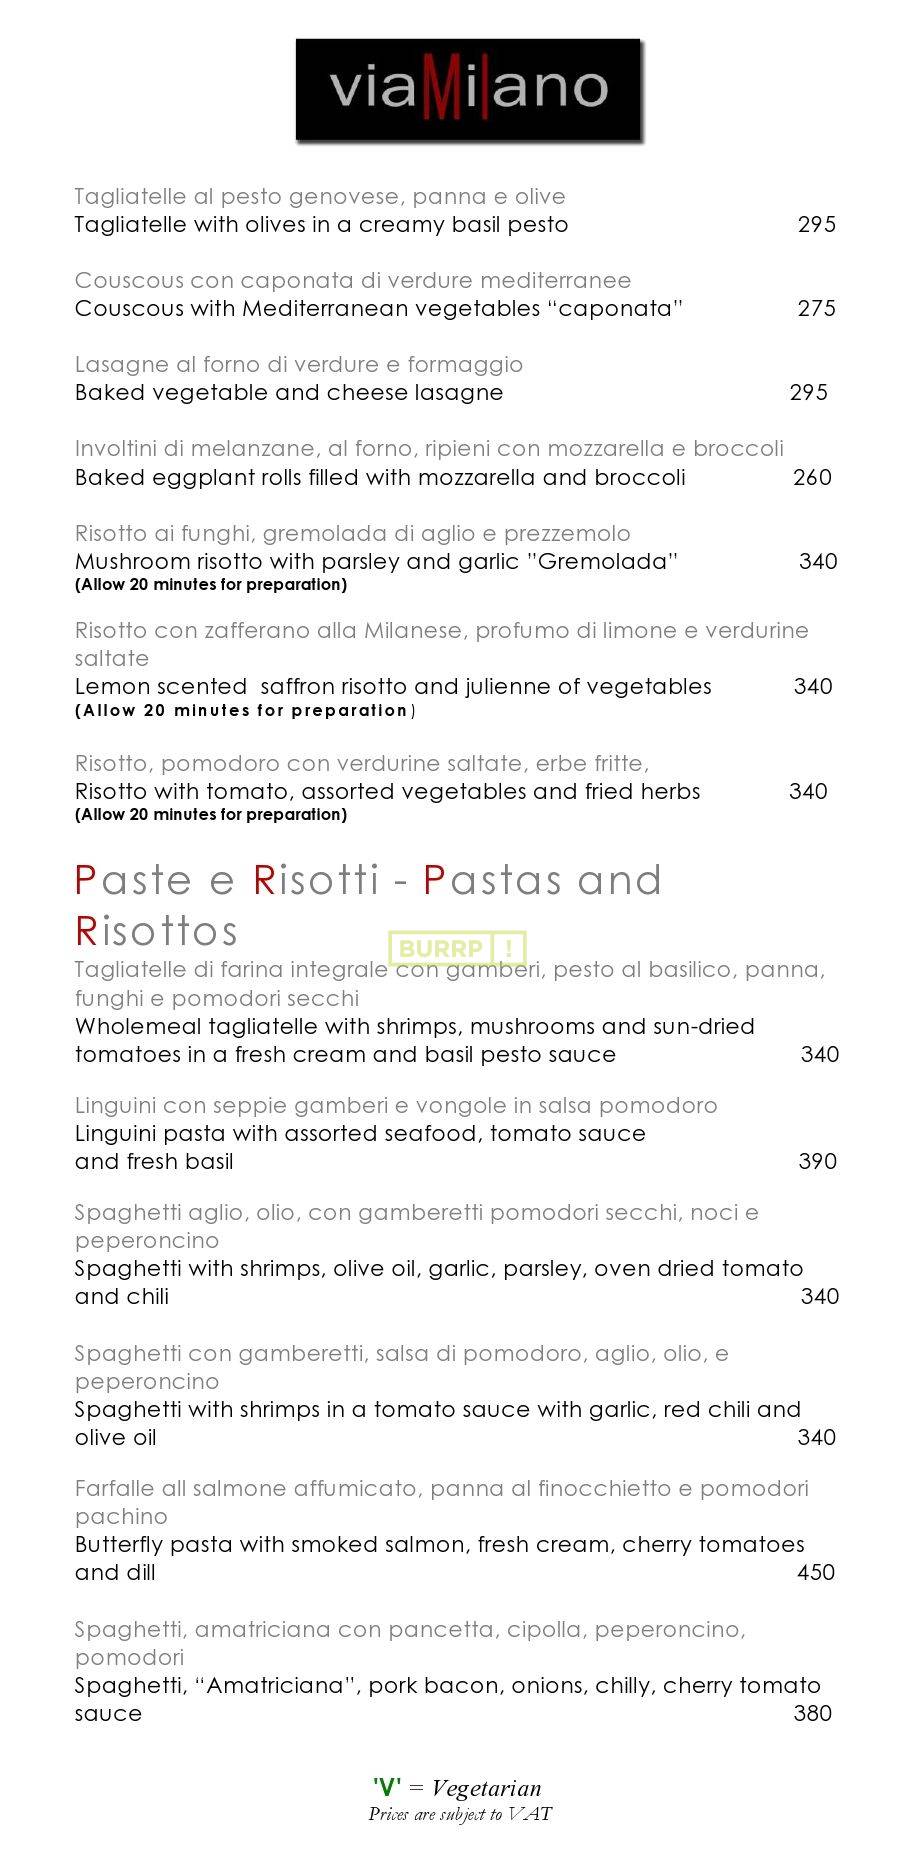 viaMilano
Tagliatelle al pesto genovese, panna e olive
Tagliatelle with olives in a creamy basil pesto 295
Couscous con caponata di verdure mediterranee
Couscous with Mediterranean vegetables “caponata” 275
Lasagne al forno di verdure e formaggio
Baked vegetable and cheese lasagne 295
Involtini di melanzane, al forno, ripieni con mozzarella e broccoli
Baked eggplant rolls filled with mozzarella and broccoli 260
Risotto ai funghi, gremolada di aglio e prezzemolo
Mushroom risotto with parsley and garlic ”Gremolada” 340
(Allow 20 minutes for preparation)
Risotto con zafferano alla Milanese, profumo di limone e verdurine
saltate
Lemon scented saffron risotto and julienne of vegetables 340
(Allow 20 minutes for preparation)
Risotto, pomodoro con verdurine saltate, erbe fritte,
Risotto with tomato, assorted vegetables and fried herbs 340
(Allow 20 minutes for preparation)
Paste e Risotti - Pastas and
Risottos
BURRP !
Tagliatelle di farina integrale con gamberi, pesto al basilico, panna,
funghi e pomodori secchi
Wholemeal tagliatelle with shrimps, mushrooms and sun-dried
tomatoes in a fresh cream and basil pesto sauce 340
Linguini con seppie gamberi e vongole in salsa pomodoro
Linguini pasta with assorted seafood, tomato sauce
and fresh basil 390
Spaghetti aglio, olio, con gamberetti pomodori secchi, noci e
peperoncino
Spaghetti with shrimps, olive oil, garlic, parsley, oven dried tomato
and chili 340
Spaghetti con gamberetti, salsa di pomodoro, aglio, olio, e
peperoncino
Spaghetti with shrimps in a tomato sauce with garlic, red chili and
olive oil 340
Farfalle all salmone affumicato, panna al finocchietto e pomodori
pachino
Butterfly pasta with smoked salmon, fresh cream, cherry tomatoes
and dill 450
Spaghetti, amatriciana con pancetta, cipolla, peperoncino,
pomodori
Spaghetti, “Amatriciana”, pork bacon, onions, chilly, cherry tomato
sauce 380
'V' = Vegetarian
Prices are subject to VAT